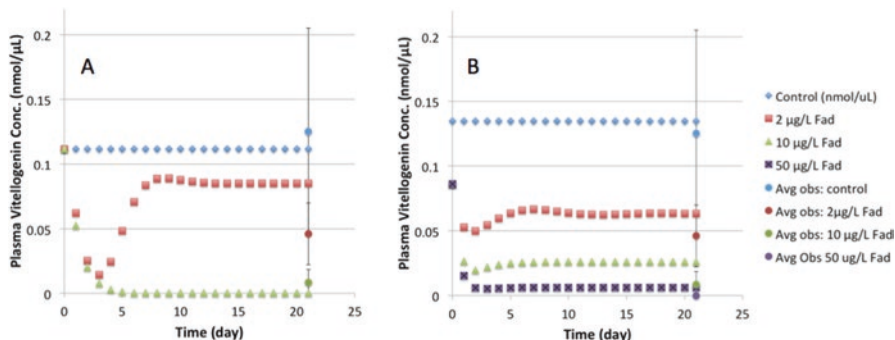 A
Plasma Vitellogenin Conc. (nmol/µL)
0.2
0.15
0.1
0.05
0
0 5 10 15 20 25
Time (day)
B
Plasma Vitellogenin Conc. (nmol/µL)
0.2
0.15
0.1
0.05
0
0 5 10 15 20 25
Time (day)
Control (nmol/uL)
2 µg/L Fad
10 µg/L Fad
50 µg/L Fad
Avg obs: control
Avg obs: 2µg/L Fad
Avg obs: 10 µg/L Fad
Avg Obs 50 ug/L Fad